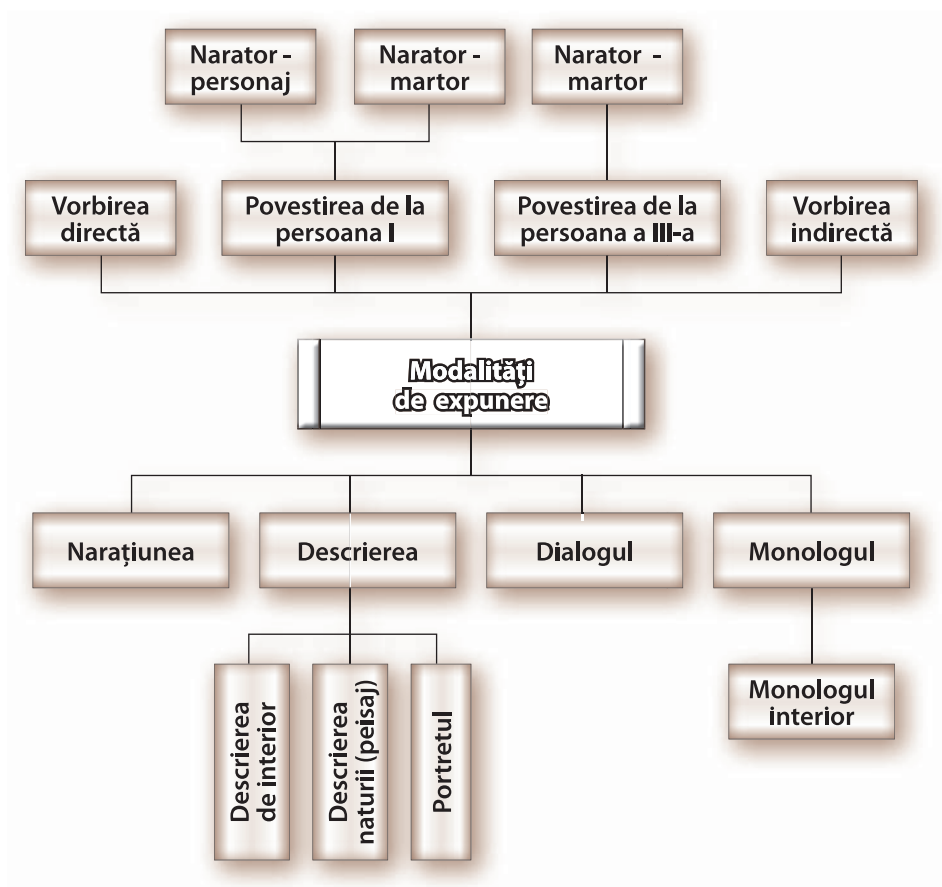 Narator -
personaj
Narator -
martor
Narator -
martor
Vorbirea
directă
Povestirea de la
persoana I
Povestirea de la
persoana a III-a
Vorbirea
indirectă
Modalități
de expunere
Narațiunea
Descrierea
Dialogul
Monologul
Descrierea
de interior
Descrierea
naturii (peisaj)
Portretul
Monologul
interior